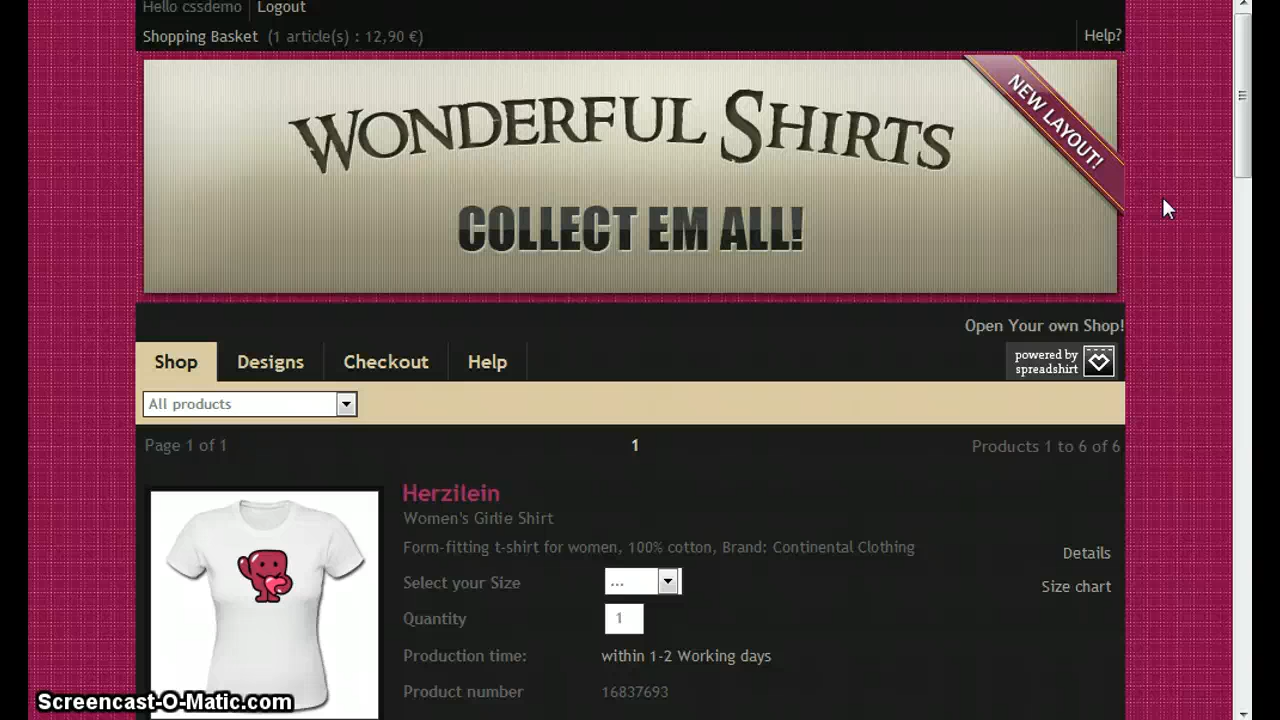 Hello cssdemo Logout
Shopping Basket (1 article(s) : 12,90 €) Help?
WONDERFUL SHIRTS
NEW LAYOUT!
COLLECT EM ALL!
Open Your own Shop!
Shop Designs Checkout Help
powered by
spreadshirt
All products
Page 1 of 1 1 Products 1 to 6 of 6
Herzilein
Women's Girlie Shirt
Form-fitting t-shirt for women, 100% cotton, Brand: Continental Clothing
Details
Select your Size ...
Size chart
Quantity 1
Production time: within 1-2 Working days
Product number 16837693
Screencast-O-Matic.com